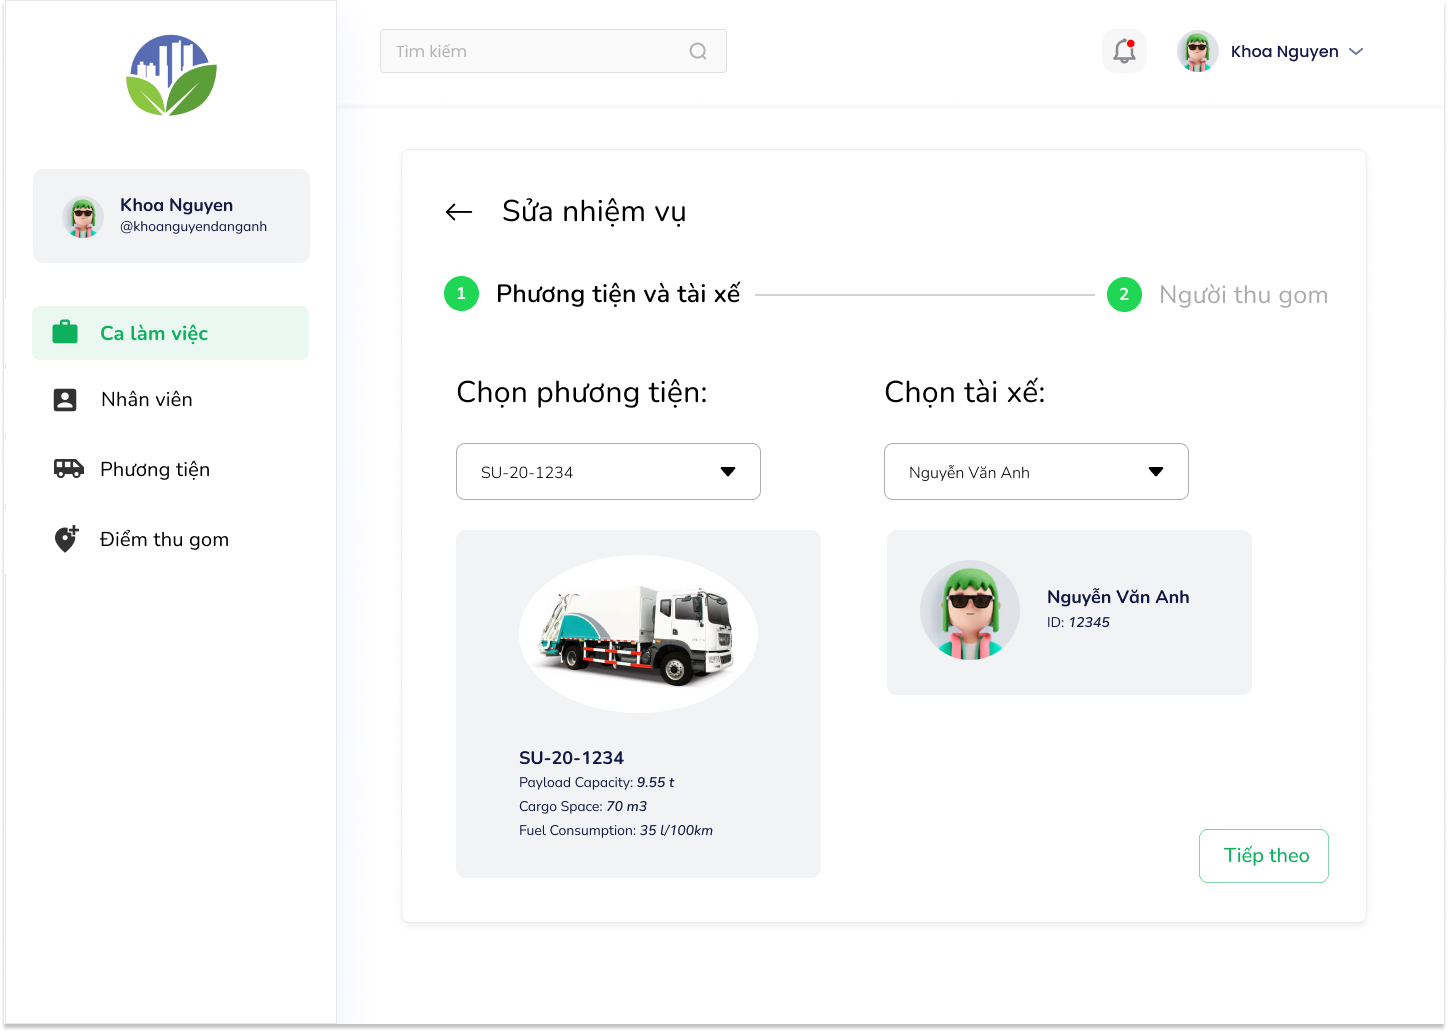 Tìm kiếm
Khoa Nguyen
Khoa Nguyen
@khoanguyendanganh
Ca làm việc
Nhân viên
Phương tiện
Điểm thu gom
Sửa nhiệm vụ
1 Phương tiện và tài xế
2 Người thu gom
Chọn phương tiện:
SU-20-1234
SU-20-1234
Payload Capacity: 9.55 t
Cargo Space: 70 m3
Fuel Consumption: 35 l/100km
Chọn tài xế:
Nguyễn Văn Anh
Nguyễn Văn Anh
ID: 12345
Tiếp theo